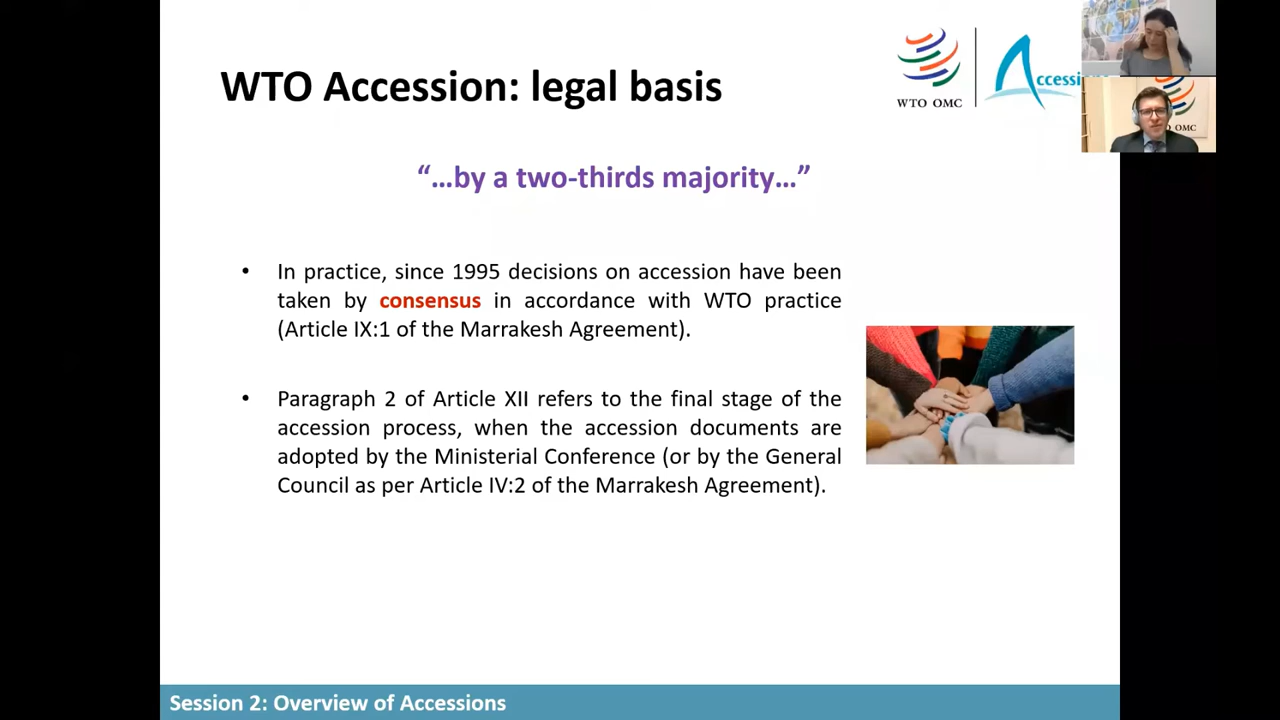 WTO Accession: legal basis
WTO OMC
Accessi
OMC
“…by a two-thirds majority…”
• In practice, since 1995 decisions on accession have been
taken by consensus in accordance with WTO practice
(Article IX:1 of the Marrakesh Agreement).
• Paragraph 2 of Article XII refers to the final stage of the
accession process, when the accession documents are
adopted by the Ministerial Conference (or by the General
Council as per Article IV:2 of the Marrakesh Agreement).
Session 2: Overview of Accessions